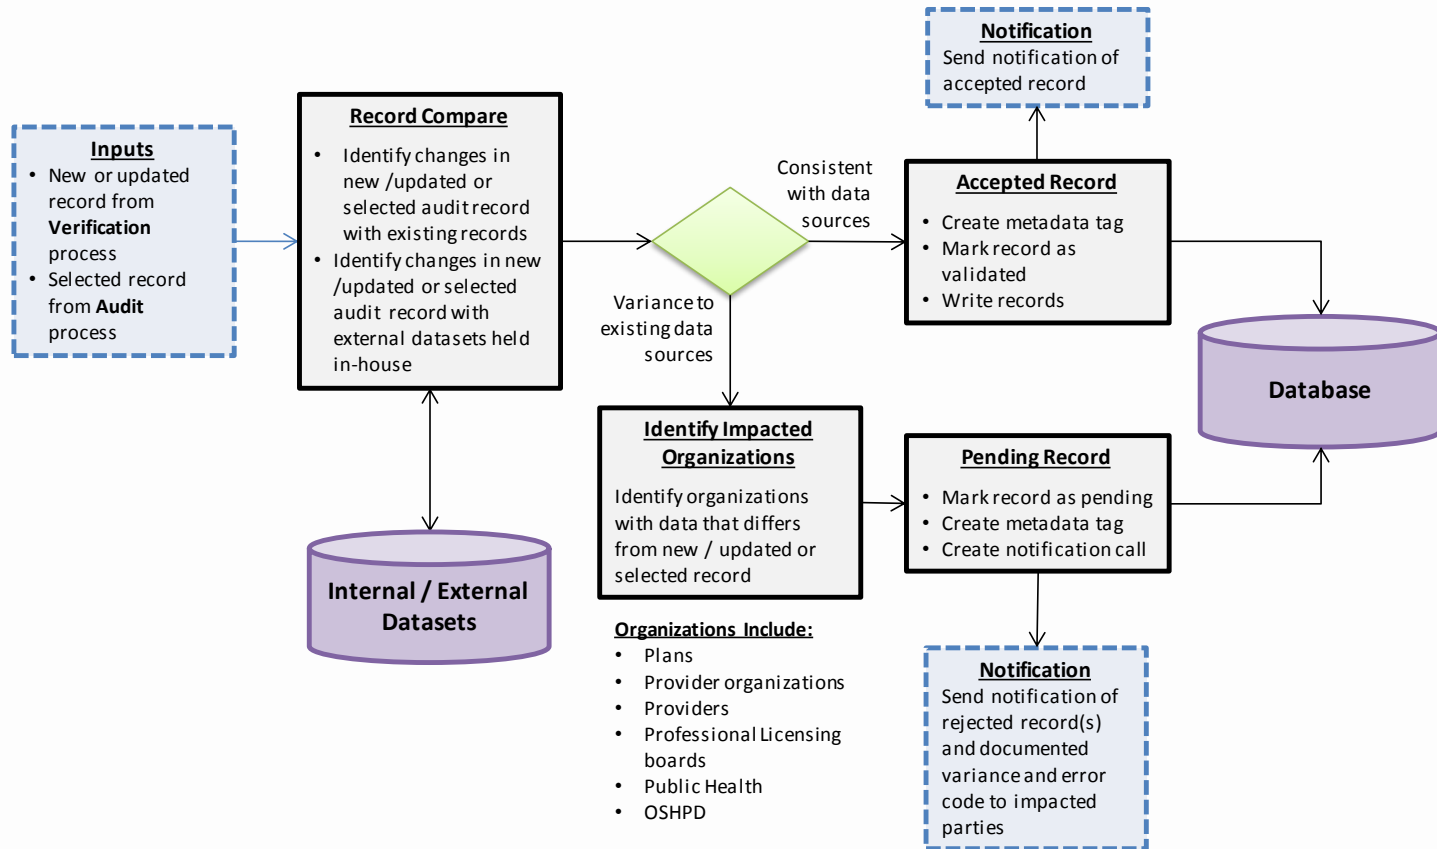 Inputs
• New or updated
record from
Verification
process
• Selected record
from Audit
process
Record Compare
• Identify changes in
new /updated or
selected audit record
with existing records
• Identify changes in new
/updated or selected
audit record with
external datasets held
in-house
Internal / External
Datasets
Consistent
with data
sources
Variance to
existing data
sources
Notification
Send notification of
accepted record
Accepted Record
• Create metadata tag
• Mark record as
validated
• Write records
Database
Identify Impacted
Organizations
Identify organizations
with data that differs
from new / updated or
selected record
Organizations Include:
• Plans
• Provider organizations
• Providers
• Professional Licensing
boards
• Public Health
• OSHPD
Pending Record
• Mark record as pending
• Create metadata tag
• Create notification call
Notification
Send notification of
rejected record(s)
and documented
variance and error
code to impacted
parties